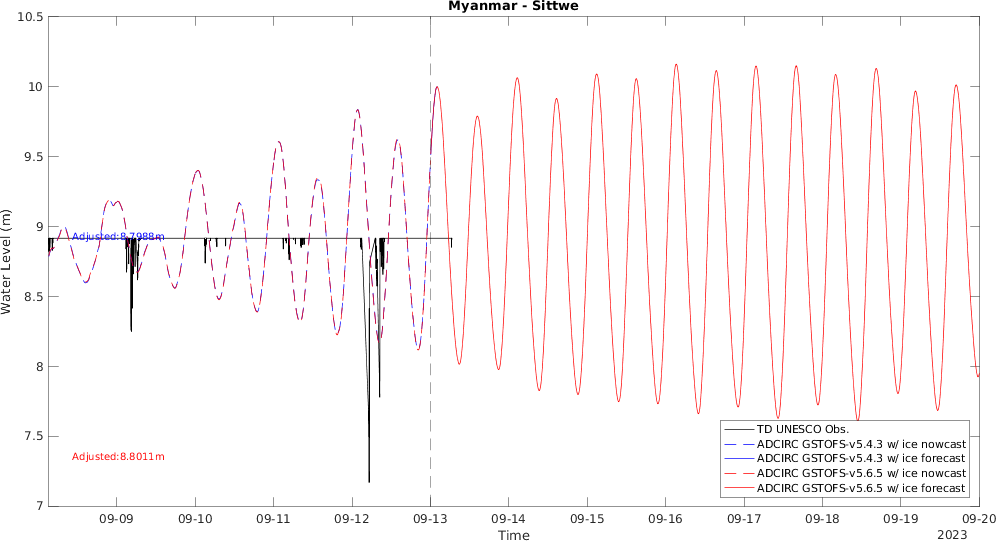 Myanmar - Sittwe
10.5
10
9.5
9
8.5
8
7.5
7
Water Level (m)
Adjusted:8.7988m
Adjusted:8.8011m
TD UNESCO Obs.
ADCIRC GSTOFS-v5.4.3 w/ ice nowcast
ADCIRC GSTOFS-v5.4.3 w/ ice forecast
ADCIRC GSTOFS-v5.6.5 w/ ice nowcast
ADCIRC GSTOFS-v5.6.5 w/ ice forecast
09-09 09-10 09-11 09-12 09-13 09-14 09-15 09-16 09-17 09-18 09-19 09-20
Time
2023